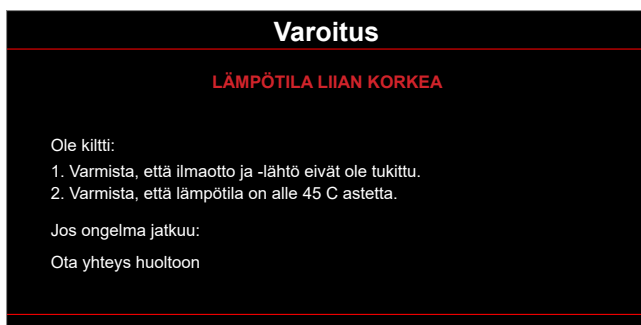 Varoitus
LÄMPÖTILA LIIAN KORKEA
Ole kiltti:
1. Varmista, että ilmaotto ja -lähtö eivät ole tukittu.
2. Varmista, että lämpötila on alle 45 C astetta.
Jos ongelma jatkuu:
Ota yhteys huoltoon